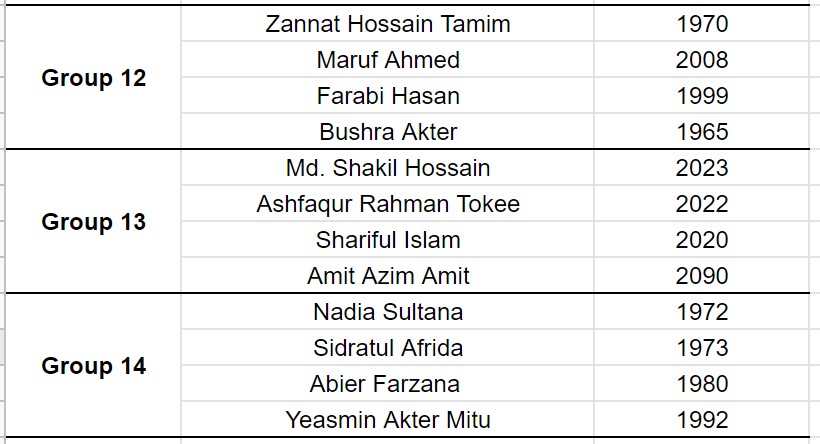 Zannat Hossain Tamim 1970
Maruf Ahmed 2008
Group 12
Farabi Hasan 1999
Bushra Akter 1965
Md. Shakil Hossain 2023
Ashfaqur Rahman Tokee 2022
Group 13
Shariful Islam 2020
Amit Azim Amit 2090
Nadia Sultana 1972
Sidratul Afrida 1973
Group 14
Abier Farzana 1980
Yeasmin Akter Mitu 1992